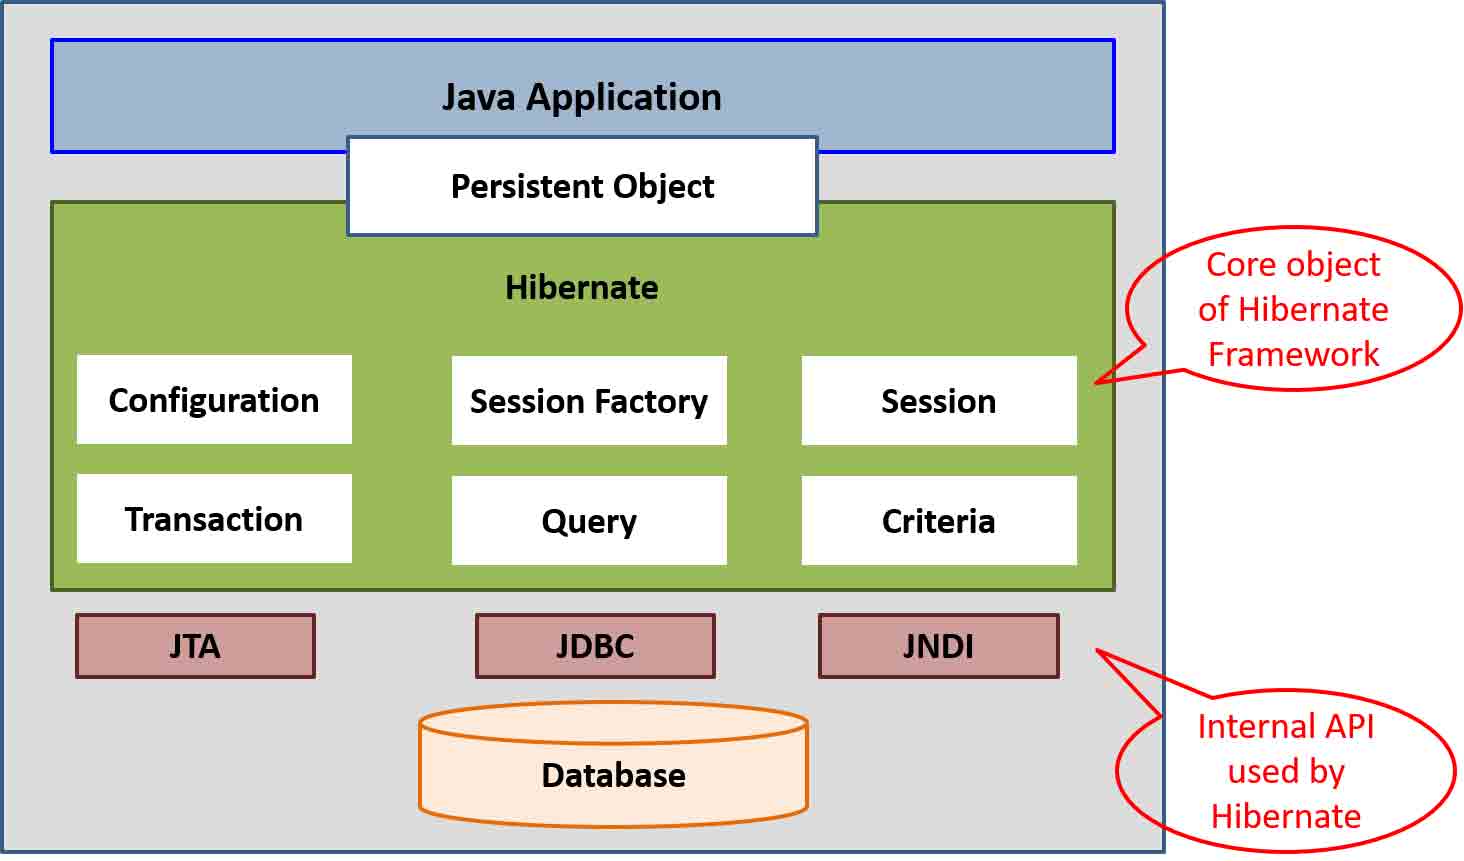 Java Application
Persistent Object
Hibernate
Core object
of Hibernate
Framework
Configuration
Session Factory
Session
Transaction
Query
Criteria
JTA
JDBC
JNDI
Internal API
used by
Hibernate
Database